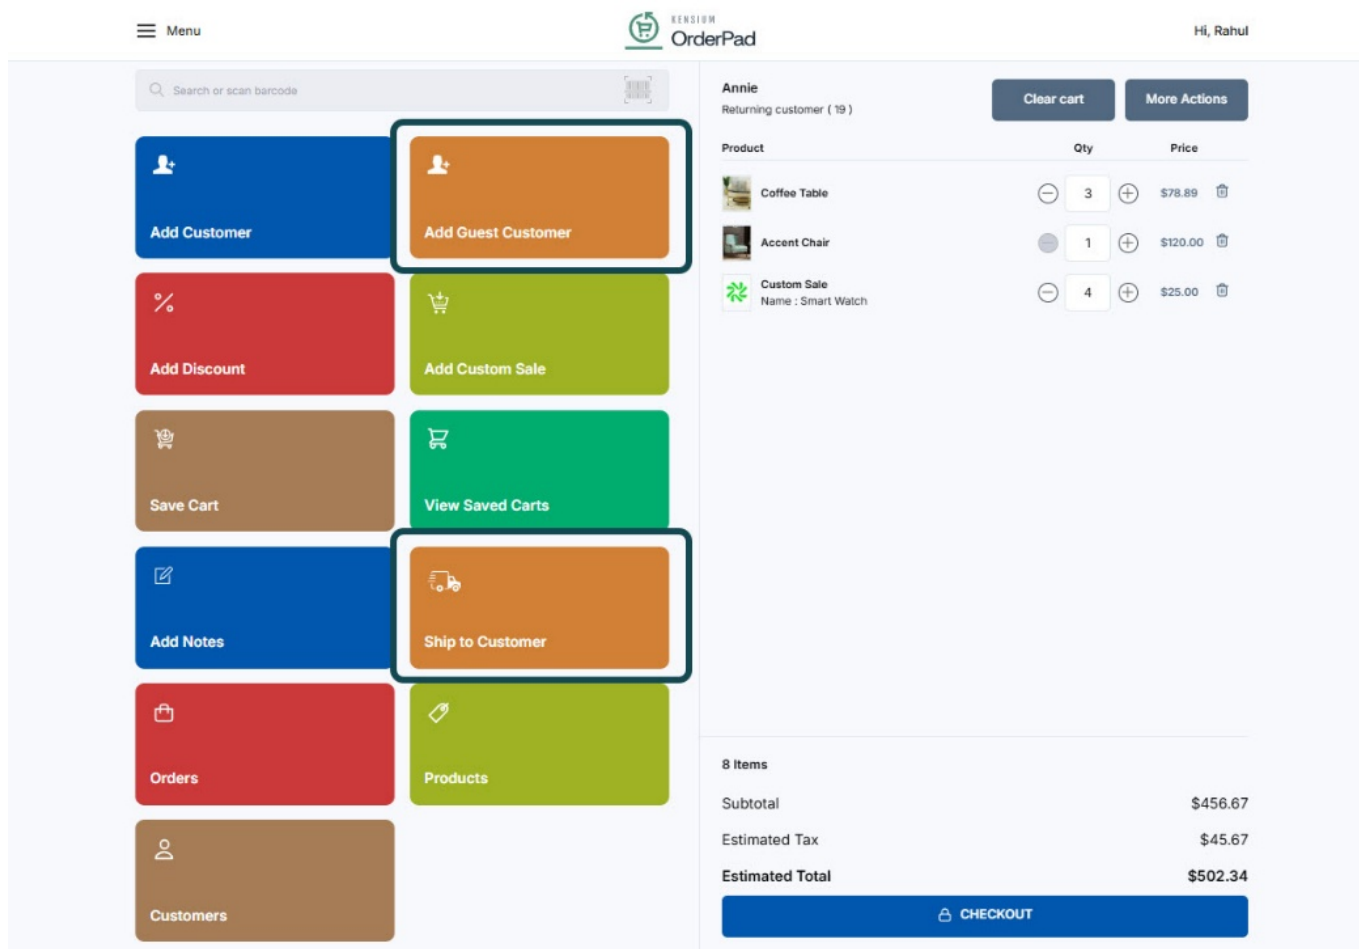 Menu
KENSIUM
OrderPad
Hi, Rahul
Search or scan barcode
Add Customer
Add Guest Customer
Add Discount
Add Custom Sale
Save Cart
View Saved Carts
Add Notes
Ship to Customer
Orders
Products
Customers
Annie
Returning customer ( 19 )
Clear cart
More Actions
Product Qty Price
Coffee Table 3 $78.89
Accent Chair 1 $120.00
Custom Sale
Name : Smart Watch
4 $25.00
8 Items
Subtotal $456.67
Estimated Tax $45.67
Estimated Total $502.34
CHECKOUT